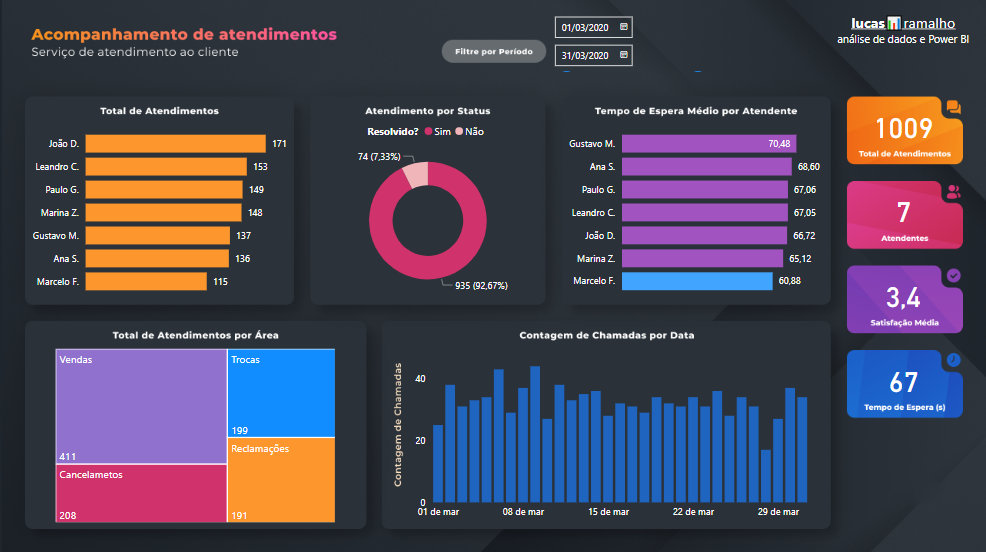 Acompanhamento de atendimentos
Serviço de atendimento ao cliente
Filtre por Período
01/03/2020
31/03/2020
lucas ramalho
análise de dados e Power BI
Total de Atendimentos
João D. 171
Leandro C. 153
Paulo G. 149
Marina Z. 148
Gustavo M. 137
Ana S. 136
Marcelo F. 115
Atendimento por Status
Resolvido? Sim Não
74 (7,33%)
935 (92,67%)
Tempo de Espera Médio por Atendente
Gustavo M. 70,48
Ana S. 68,60
Paulo G. 67,06
Leandro C. 67,05
João D. 66,72
Marina Z. 65,12
Marcelo F. 60,88
1009
Total de Atendimentos
7
Atendentes
3,4
Satisfação Média
67
Tempo de Espera (s)
Total de Atendimentos por Área
Vendas
411
Cancelametos
208
Trocas
199
Reclamações
191
Contagem de Chamadas por Data
Contagem de Chamadas
40
20
0
01 de mar 08 de mar 15 de mar 22 de mar 29 de mar